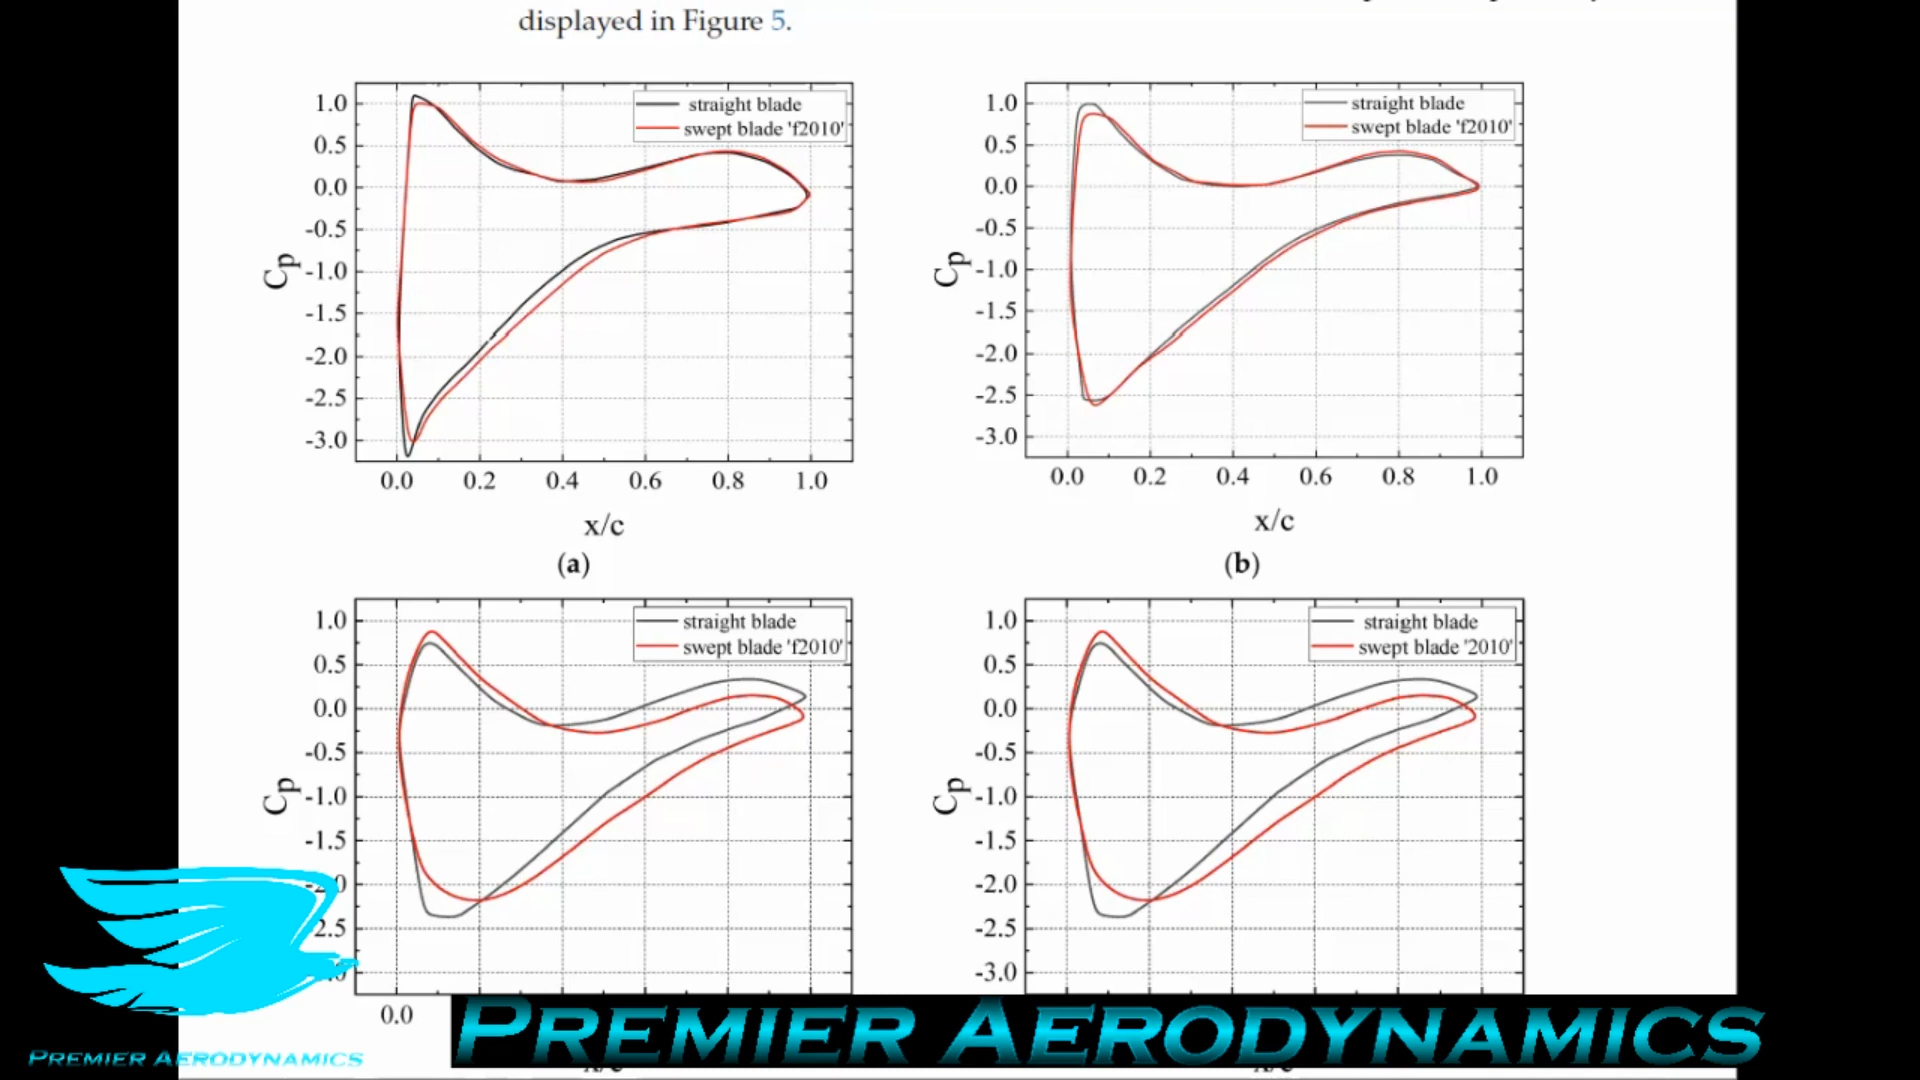 displayed in Figure 5.
1.0
0.5
0.0
-0.5
-1.0
-1.5
-2.0
-2.5
-3.0
Cp
straight blade
swept blade 'f2010'
0.0 0.2 0.4 0.6 0.8 1.0
x/c
(a)
1.0
0.5
0.0
-0.5
-1.0
-1.5
-2.0
-2.5
-3.0
Cp
straight blade
swept blade 'f2010'
0.0 0.2 0.4 0.6 0.8 1.0
x/c
(b)
1.0
0.5
0.0
-0.5
-1.0
-1.5
Cp
straight blade
swept blade 'f2010'
0.0
1.0
0.5
0.0
-0.5
-1.0
-1.5
-2.0
-2.5
-3.0
Cp
straight blade
swept blade '2010'
PREMIER AERODYNAMICS
PREMIER AERODYNAMICS